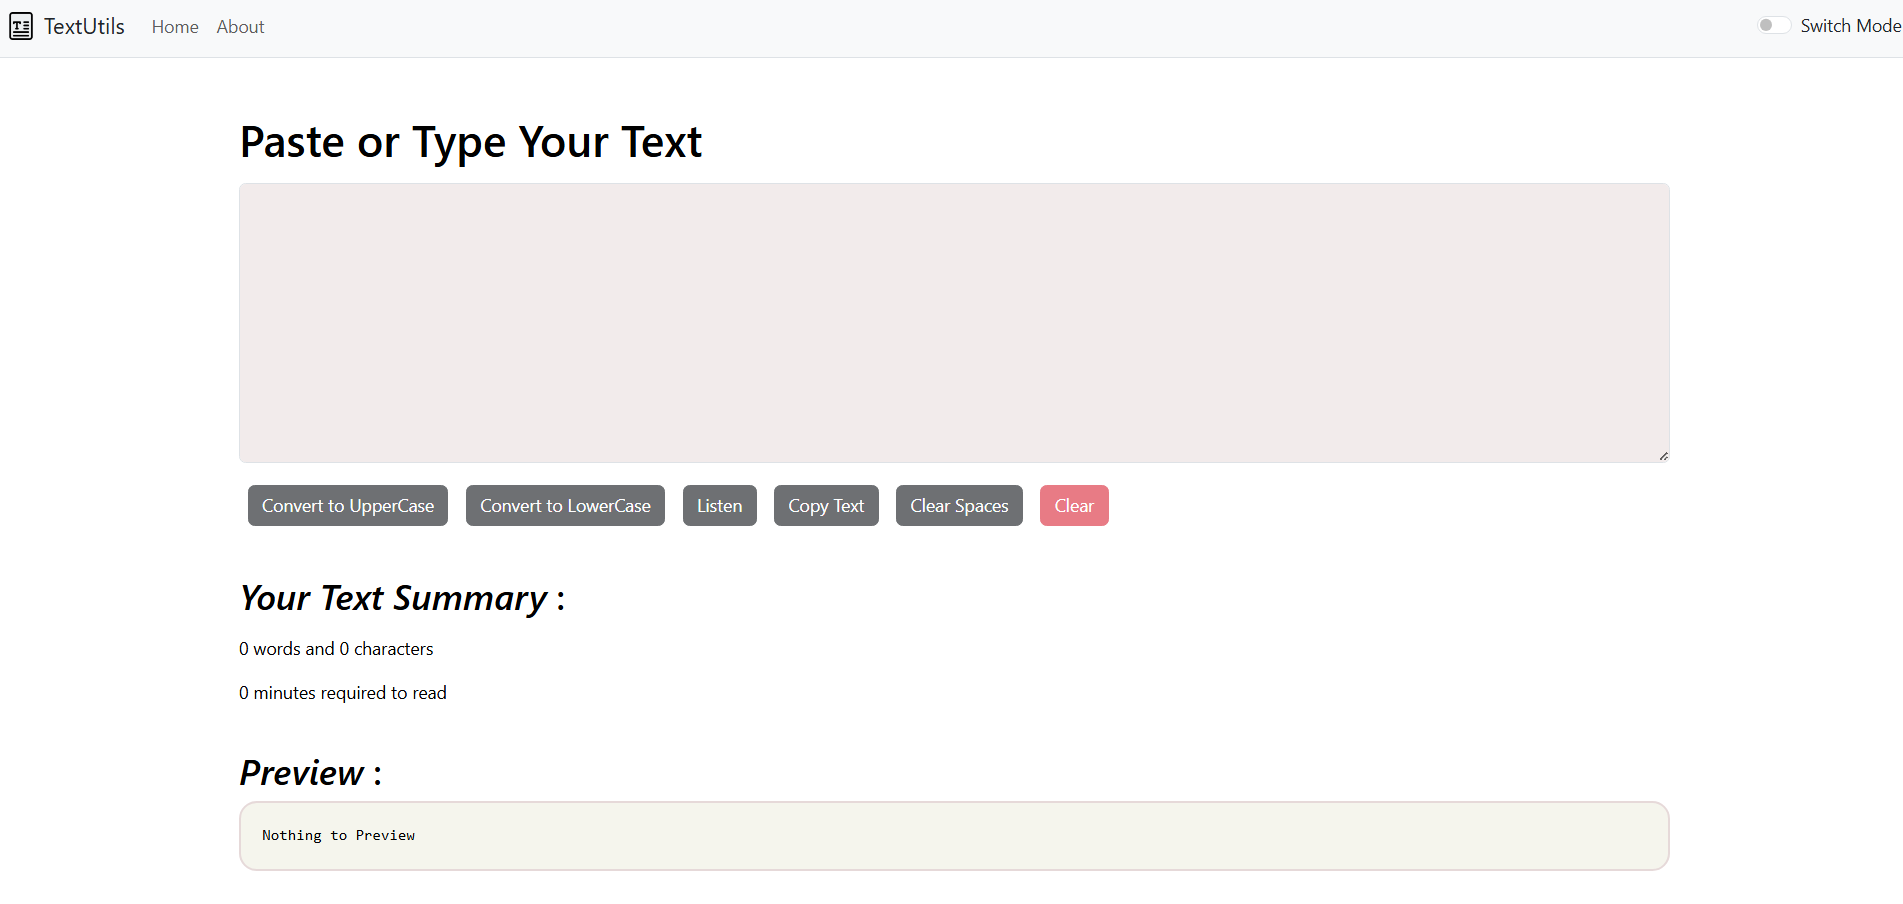 TextUtils Home About Switch Mode
Paste or Type Your Text
Convert to UpperCase Convert to LowerCase Listen Copy Text Clear Spaces Clear
Your Text Summary :
0 words and 0 characters
0 minutes required to read
Preview :
Nothing to Preview